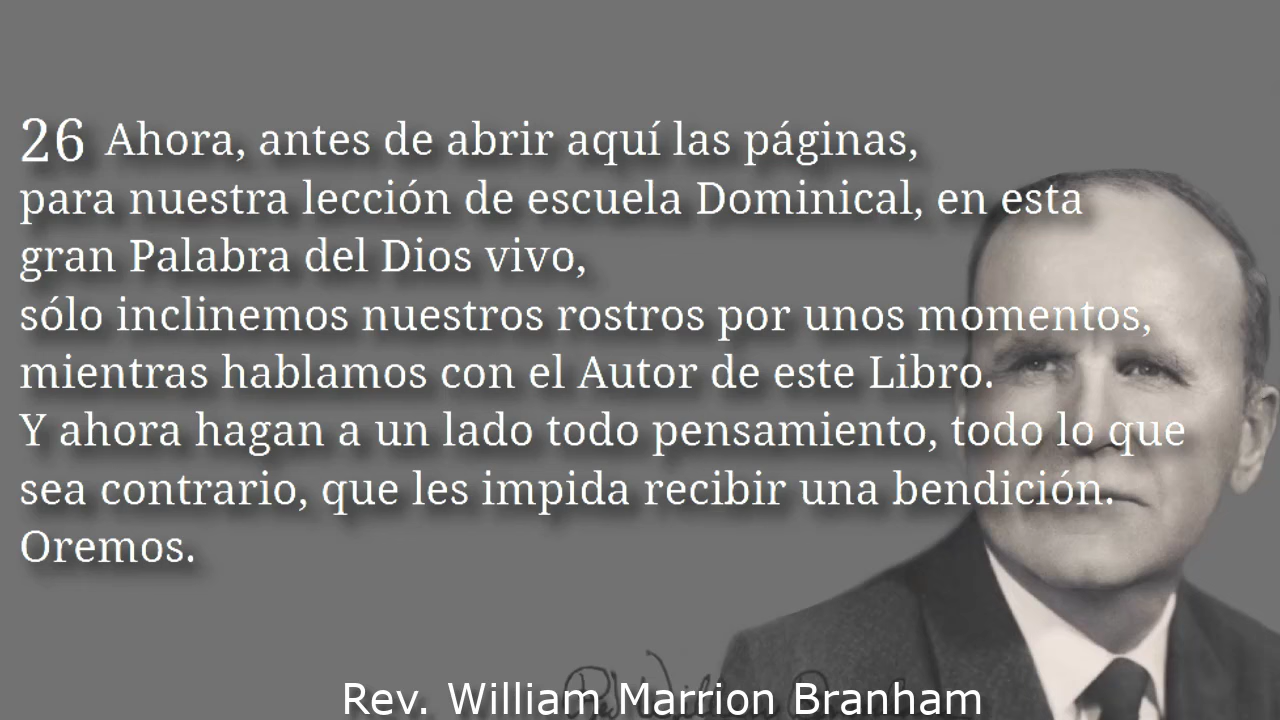 26 Ahora, antes de abrir aquí las páginas,
para nuestra lección de escuela Dominical, en esta
gran Palabra del Dios vivo,
sólo inclinemos nuestros rostros por unos momentos,
mientras hablamos con el Autor de este Libro.
Y ahora hagan a un lado todo pensamiento, todo lo que
sea contrario, que les impida recibir una bendición.
Oremos.
Rev. William Marrion Branham